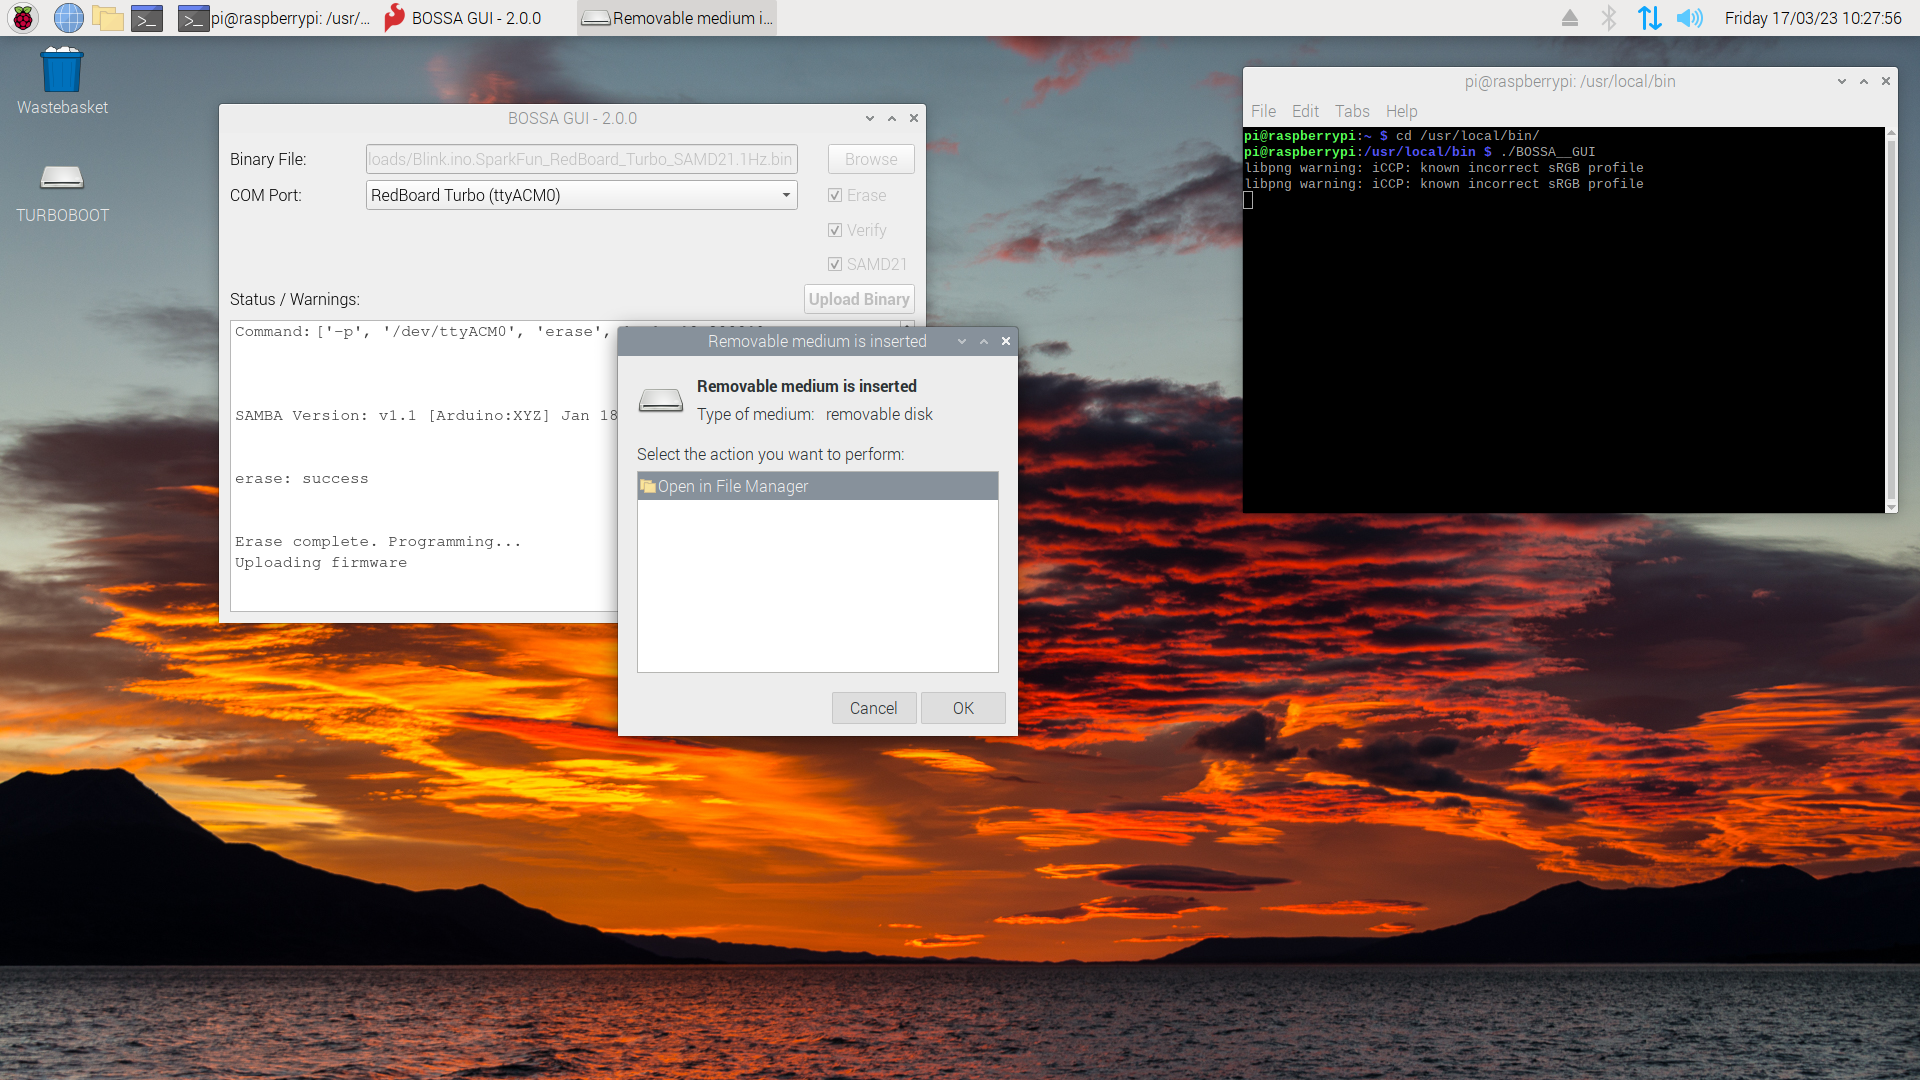 pi@raspberrypi: /usr/...
BOSSA GUI - 2.0.0
Removable medium i...
Friday 17/03/23 10:27:56
Wastebasket
TURBOBOOT
BOSSA GUI - 2.0.0
Binary File:
loads/Blink.ino.SparkFun_RedBoard_Turbo_SAMD21.1Hz.bin
Browse
COM Port:
RedBoard Turbo (ttyACM0)
Erase
Verify
SAMD21
Status / Warnings:
Upload Binary
Command: ['-p', '/dev/ttyACM0', 'erase',
SAMBA Version: v1.1 [Arduino:XYZ] Jan 18
erase: success
Erase complete. Programming...
Uploading firmware
Removable medium is inserted
Removable medium is inserted
Type of medium: removable disk
Select the action you want to perform:
Open in File Manager
Cancel
OK
pi@raspberrypi: /usr/local/bin
File Edit Tabs Help
pi@raspberrypi:~ $ cd /usr/local/bin/
pi@raspberrypi:/usr/local/bin $ ./BOSSA__GUI
libpng warning: iCCP: known incorrect sRGB profile
libpng warning: iCCP: known incorrect sRGB profile